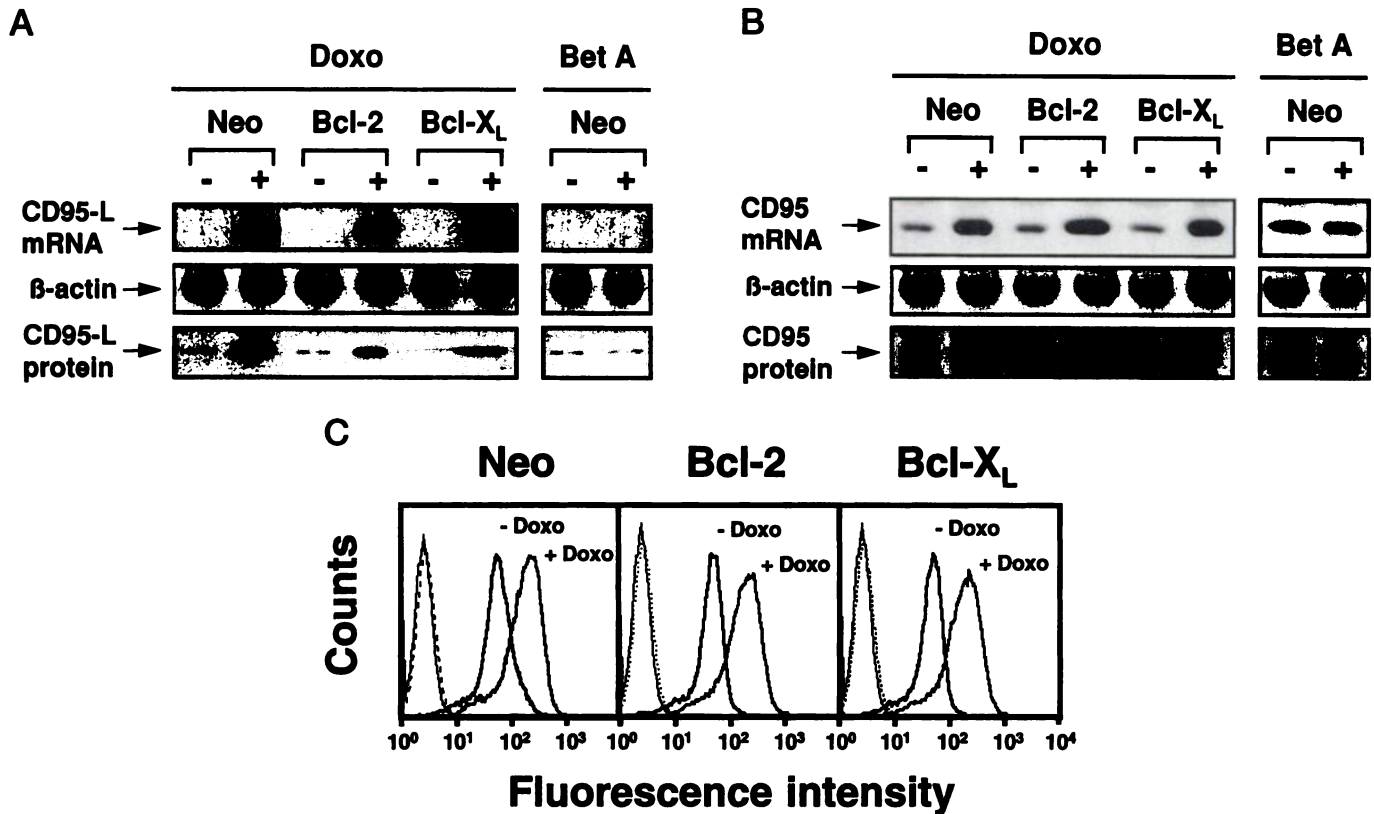 A
Doxo
Bet A
Neo
Bcl-2
Bcl-XL
Neo
- + - + - + - +
CD95-L
mRNA
ß-actin
CD95-L
protein
B
Doxo
Bet A
Neo
Bcl-2
Bcl-XL
Neo
- + - + - + - +
CD95
mRNA
ß-actin
CD95
protein
C
Neo
Bcl-2
Bcl-XL
- Doxo
+ Doxo
- Doxo
+ Doxo
- Doxo
+ Doxo
Counts
10⁰ 10¹ 10² 10³ 10⁰ 10¹ 10² 10³ 10⁰ 10¹ 10² 10³ 10⁴
Fluorescence intensity